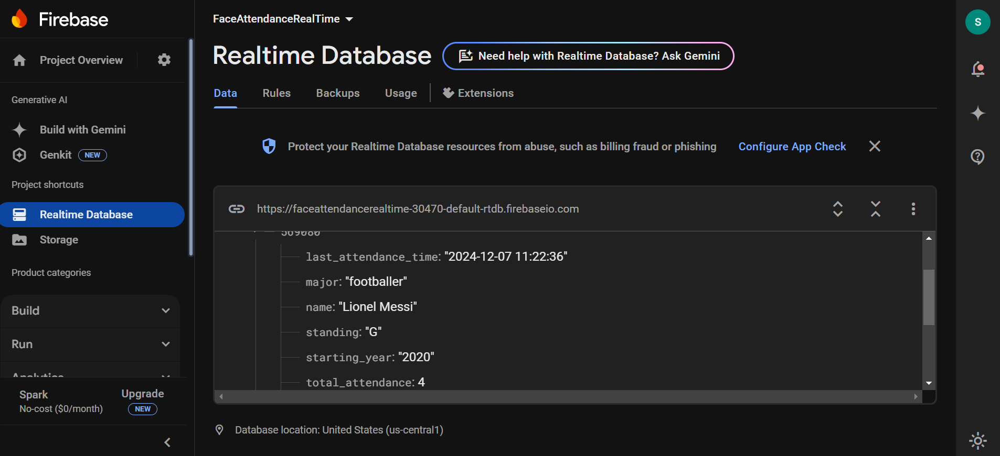 Firebase
FaceAttendanceRealTime
S
Project Overview
Realtime Database
Need help with Realtime Database? Ask Gemini
Generative AI
Data
Rules
Backups
Usage
Extensions
Build with Gemini
Genkit
NEW
Protect your Realtime Database resources from abuse, such as billing fraud or phishing
Configure App Check
Project shortcuts
Realtime Database
Storage
https://faceattendancerealtime-30470-default-rtdb.firebaseio.com
569080
last_attendance_time: "2024-12-07 11:22:36"
major: "footballer"
name: "Lionel Messi"
standing: "G"
starting_year: "2020"
total_attendance: 4
Product categories
Build
Run
Analytics
Spark
No-cost ($0/month)
Upgrade
NEW
Database location: United States (us-central1)